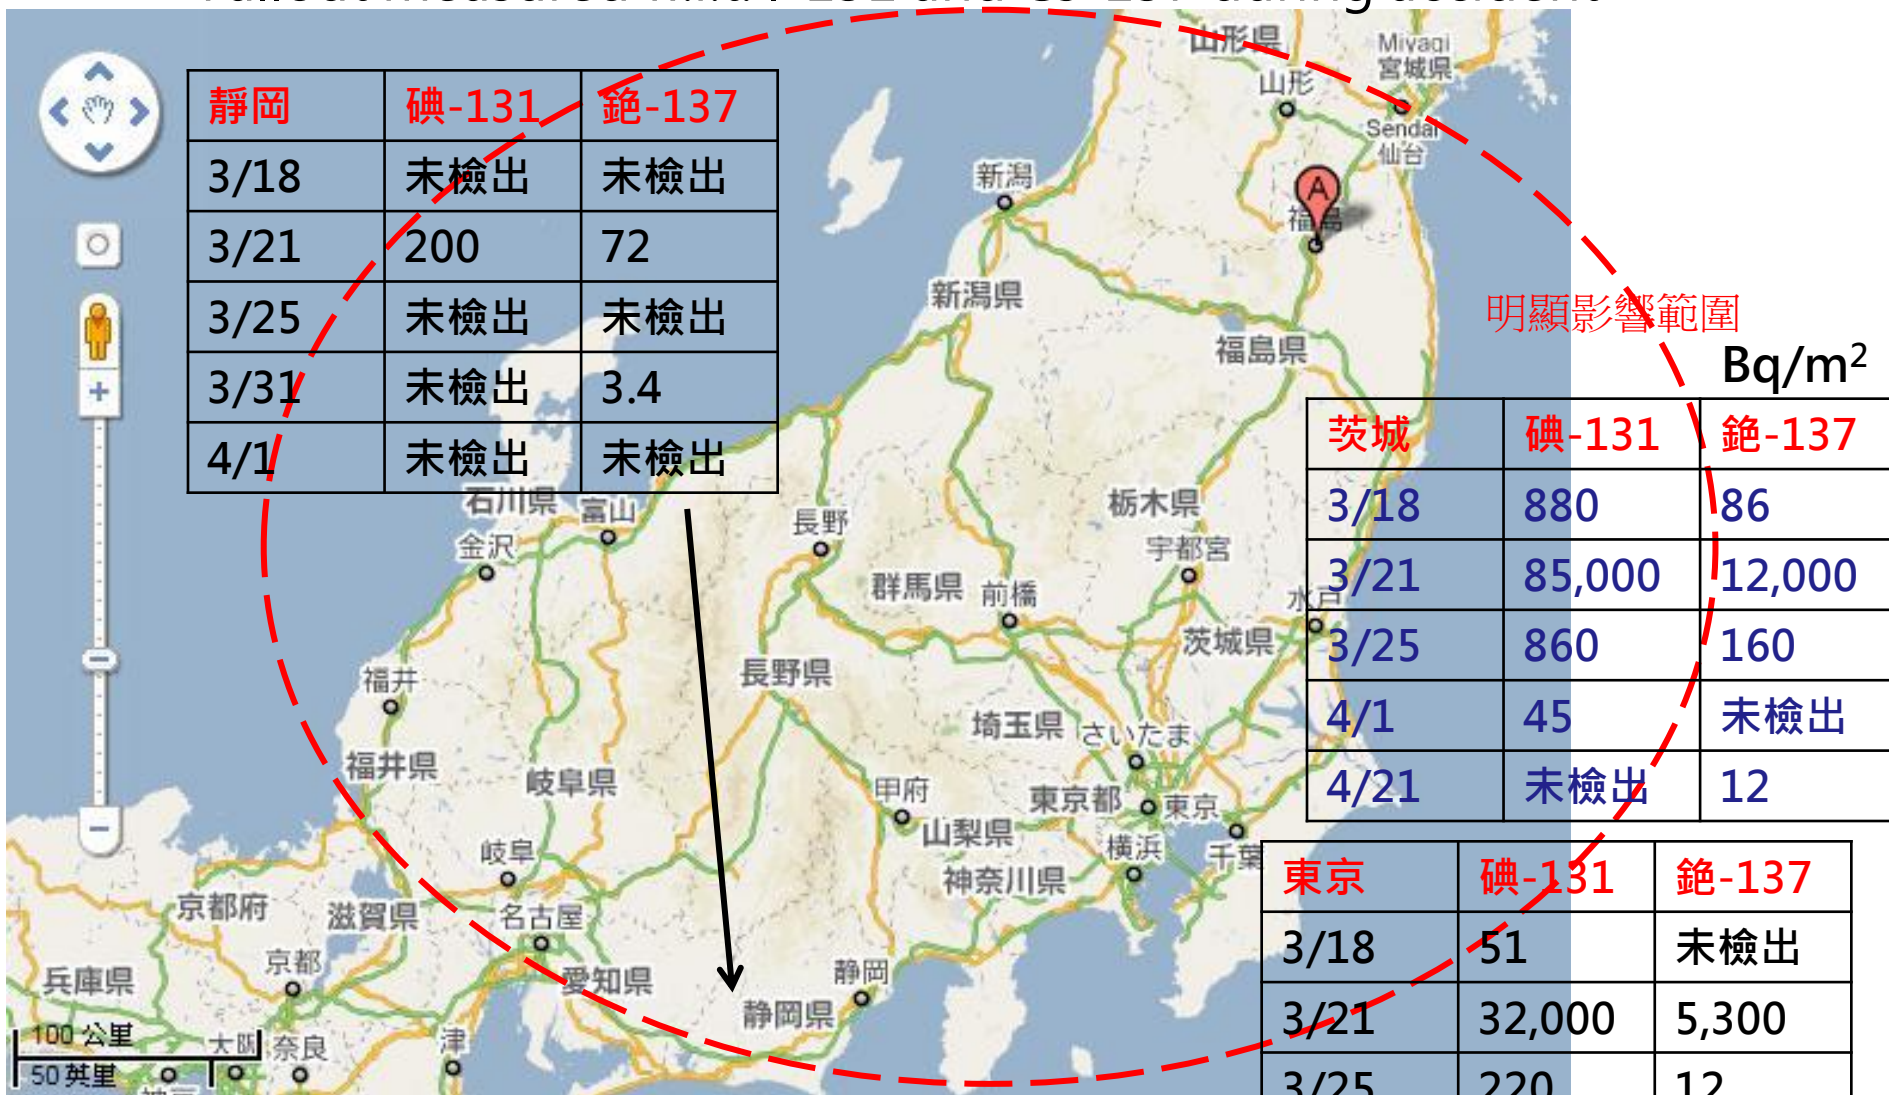 山形県
Miyagi
宮城県
山形
Sendai
仙台
靜岡 碘-131 銫-137
3/18 未檢出 未檢出
3/21 200 72
3/25 未檢出 未檢出
3/31 未檢出 3.4
4/1 未檢出 未檢出
新潟
A
福島
新潟県
明顯影響範圍
福島県
Bq/m²
茨城 碘-131 銫-137
3/18 880 86
3/21 85,000 12,000
3/25 860 160
4/1 45 未檢出
4/21 未檢出 12
石川県
富山
長野
栃木県
金沢
宇都宮
群馬県
前橋
水戸
茨城県
福井
長野県
埼玉県
さいたま
福井県
岐阜県
甲府
東京都
東京
山梨県
岐阜
横浜
千葉
神奈川県
東京 碘-131 銫-137
3/18 51 未檢出
3/21 32,000 5,300
3/25 220 12
京都府
滋賀県
名古屋
京都
兵庫県
愛知県
静岡
静岡県
100 公里
大阪
奈良
津
50 英里